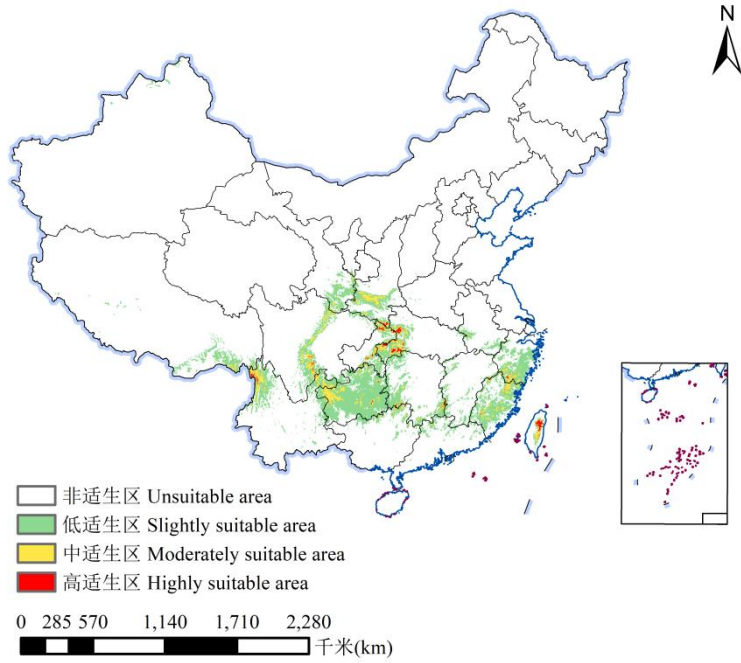 N
非适生区 Unsuitable area
低适生区 Slightly suitable area
中适生区 Moderately suitable area
高适生区 Highly suitable area
0 285 570 1,140 1,710 2,280
千米(km)